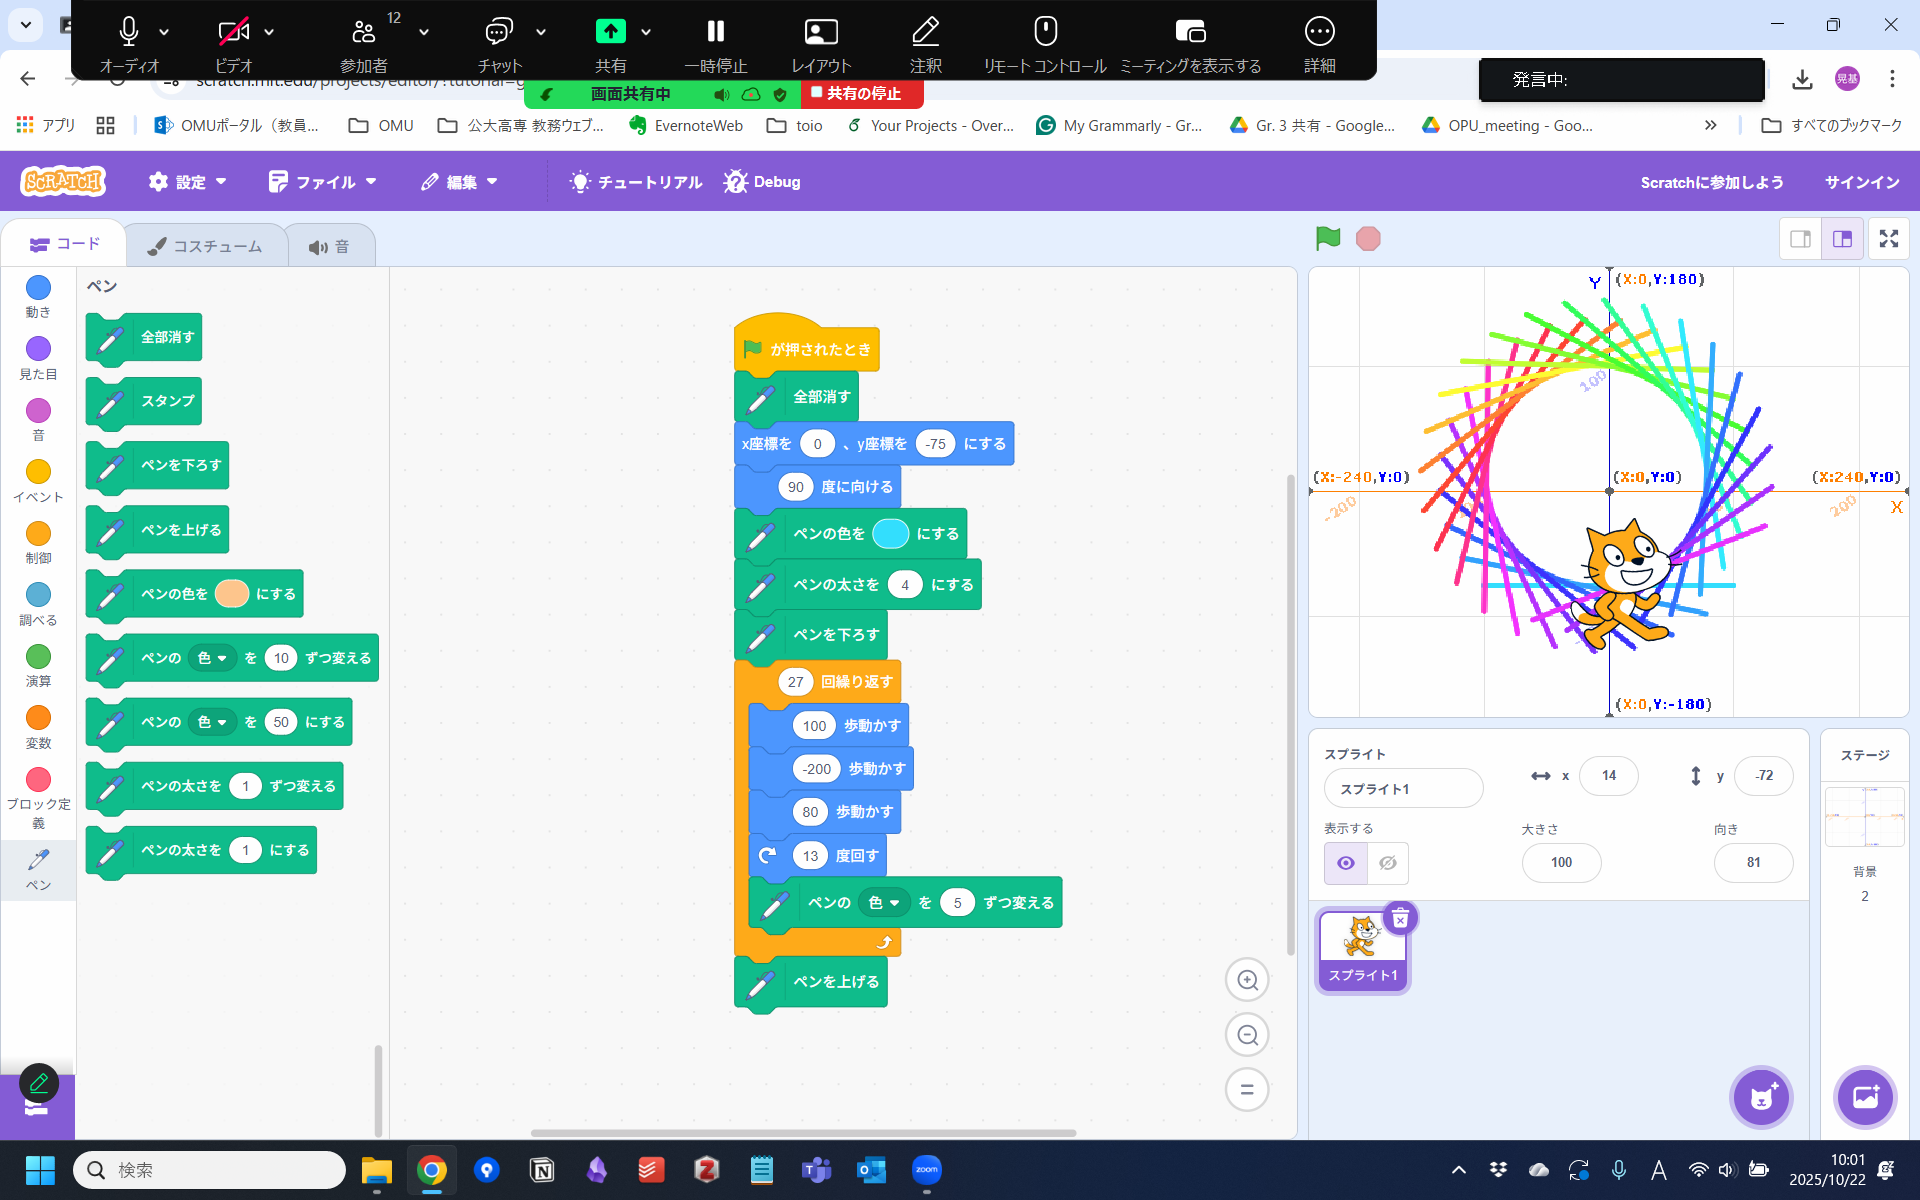 オーディオ
ビデオ
12
参加者
チャット
共有
一時停止
レイアウト
注釈
リモート コントロール
ミーティングを表示する
詳細
画面共有中
共有の停止
発言中:
晃基
アプリ
OMUポータル（教員...
OMU
公大高専 教務ウェブ...
EvernoteWeb
toio
Your Projects - Over...
My Grammarly - Gr...
Gr. 3 共有 - Google...
OPU_meeting - Goo...
すべてのブックマーク
SCRATCH
設定
ファイル
編集
チュートリアル
Debug
Scratchに参加しよう
サインイン
コード
コスチューム
音
動き
見た目
音
イベント
制御
調べる
演算
変数
ブロック定義
ペン
ペン
全部消す
スタンプ
ペンを下ろす
ペンを上げる
ペンの色を にする
ペンの 色 を 10 ずつ変える
ペンの 色 を 50 にする
ペンの太さを 1 ずつ変える
ペンの太さを 1 にする
が押されたとき
全部消す
x座標を 0 、y座標を -75 にする
90 度に向ける
ペンの色を にする
ペンの太さを 4 にする
ペンを下ろす
27 回繰り返す
100 歩動かす
-200 歩動かす
80 歩動かす
13 度回す
ペンの 色 を 5 ずつ変える
ペンを上げる
Y (X:0,Y:180)
100
(X:-240,Y:0)
(X:0,Y:0)
(X:240,Y:0)
-200
200
X
(X:0,Y:-180)
スプライト
スプライト1
x 14
y -72
表示する
大きさ
向き
100
81
スプライト1
ステージ
背景
2
検索
zoom
A
10:01
2025/10/22